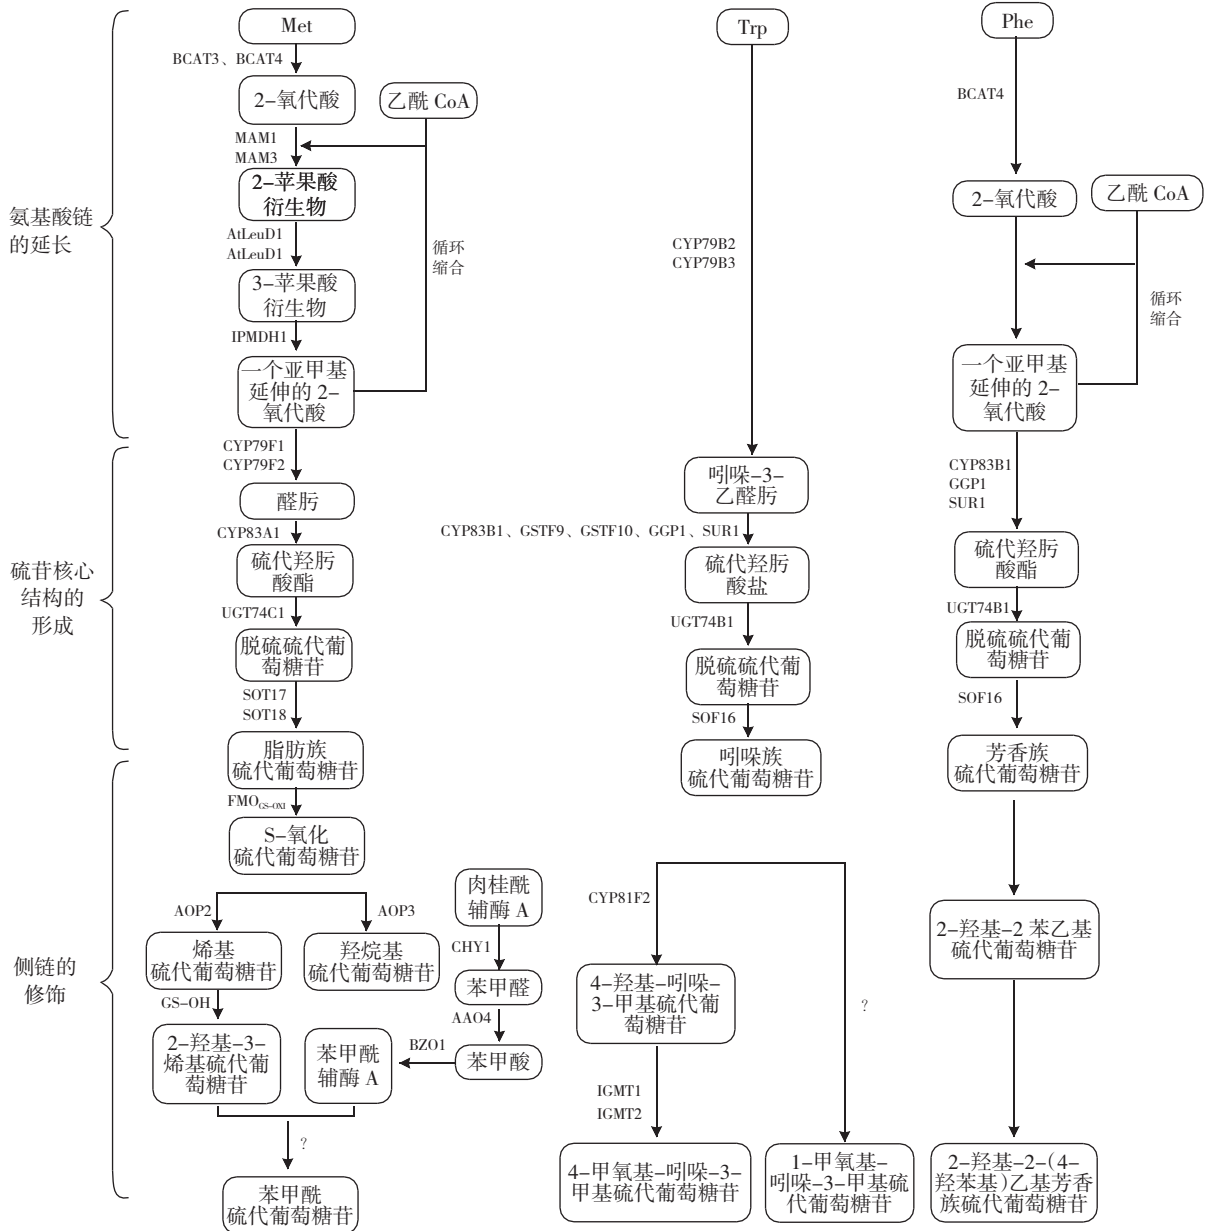 Met
BCAT3、BCAT4
2-氧代酸
乙酰 CoA
MAM1
MAM3
2-苹果酸
衍生物
AtLeuD1
AtLeuD1
3-苹果酸
衍生物
IPMDH1
一个亚甲基
延伸的 2-
氧代酸
循环
缩合
氨基酸链
的延长
CYP79F1
CYP79F2
醛肟
CYP83A1
硫代羟肟
酸酯
UGT74C1
脱硫硫代葡
萄糖苷
SOT17
SOT18
脂肪族
硫代葡萄糖苷
硫苷核心
结构的
形成
FMO_GS-OXI
S-氧化
硫代葡萄糖苷
AOP2
AOP3
烯基
硫代葡萄糖苷
羟烷基
硫代葡萄糖苷
GS-OH
2-羟基-3-
烯基硫代葡
萄糖苷
肉桂酰
辅酶 A
CHY1
苯甲醛
AAO4
苯甲酸
BZO1
苯甲酰
辅酶 A
?
苯甲酰
硫代葡萄糖苷
侧链的
修饰
Trp
CYP79B2
CYP79B3
吲哚-3-
乙醛肟
CYP83B1、GSTF9、GSTF10、GGP1、SUR1
硫代羟肟
酸盐
UGT74B1
脱硫硫代葡
萄糖苷
SOF16
吲哚族
硫代葡萄糖苷
CYP81F2
4-羟基-吲哚-
3-甲基硫代葡
萄糖苷
?
IGMT1
IGMT2
4-甲氧基-吲哚-3-
甲基硫代葡萄糖苷
1-甲氧基-
吲哚-3-甲基硫
代葡萄糖苷
Phe
BCAT4
2-氧代酸
乙酰 CoA
循环
缩合
一个亚甲基
延伸的 2-
氧代酸
CYP83B1
GGP1
SUR1
硫代羟肟
酸酯
UGT74B1
脱硫硫代葡
萄糖苷
SOF16
芳香族
硫代葡萄糖苷
2-羟基-2 苯乙基
硫代葡萄糖苷
2-羟基-2-(4-
羟苯基)乙基芳香
族硫代葡萄糖苷